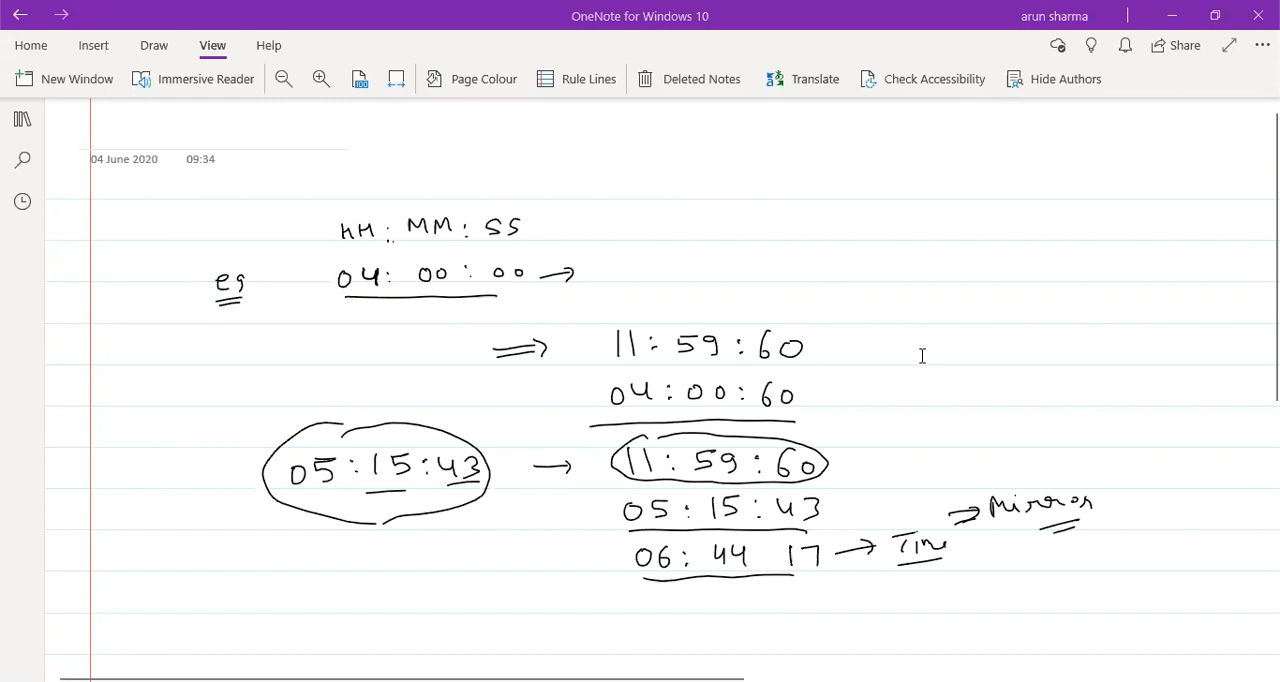 OneNote for Windows 10
arun sharma
Home Insert Draw View Help
Share
New Window Immersive Reader Page Colour Rule Lines Deleted Notes Translate Check Accessibility Hide Authors
04 June 2020 09:34
HH : MM : SS
eg 04 : 00 : 00 →
⇒ 11 : 59 : 60
04 : 00 : 60
05 : 15 : 43 → 11 : 59 : 60
05 : 15 : 43
06 : 44 17 → Time ⇒ Mirror